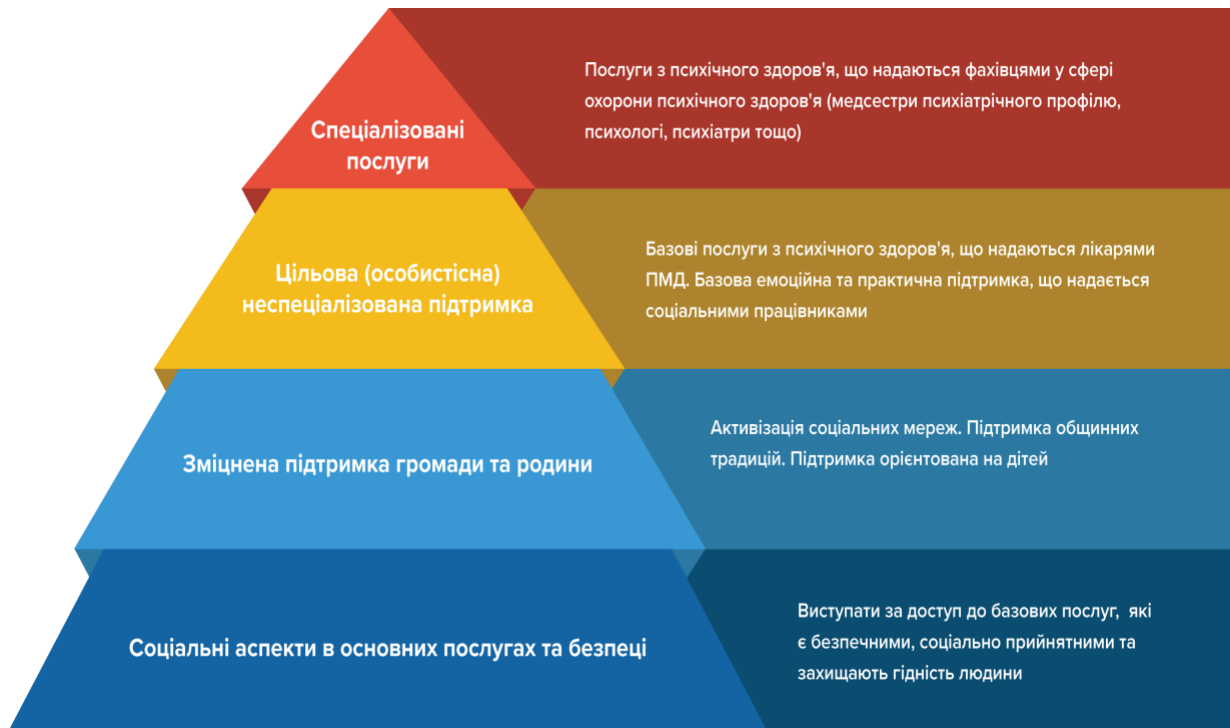 Спеціалізовані
послуги
Послуги з психічного здоров'я, що надаються фахівцями у сфері
охорони психічного здоров'я (медсестри психіатричного профілю,
психологі, психіатри тощо)
Цільова (особистісна)
неспеціалізована підтримка
Базові послуги з психічного здоров'я, що надаються лікарями
ПМД. Базова емоційна та практична підтримка, що надається
соціальними працівниками
Зміцнена підтримка громади та родини
Активізація соціальних мереж. Підтримка общинних
традицій. Підтримка орієнтована на дітей
Соціальні аспекти в основних послугах та безпеці
Виступати за доступ до базових послуг, які
є безпечними, соціально прийнятними та
захищають гідність людини